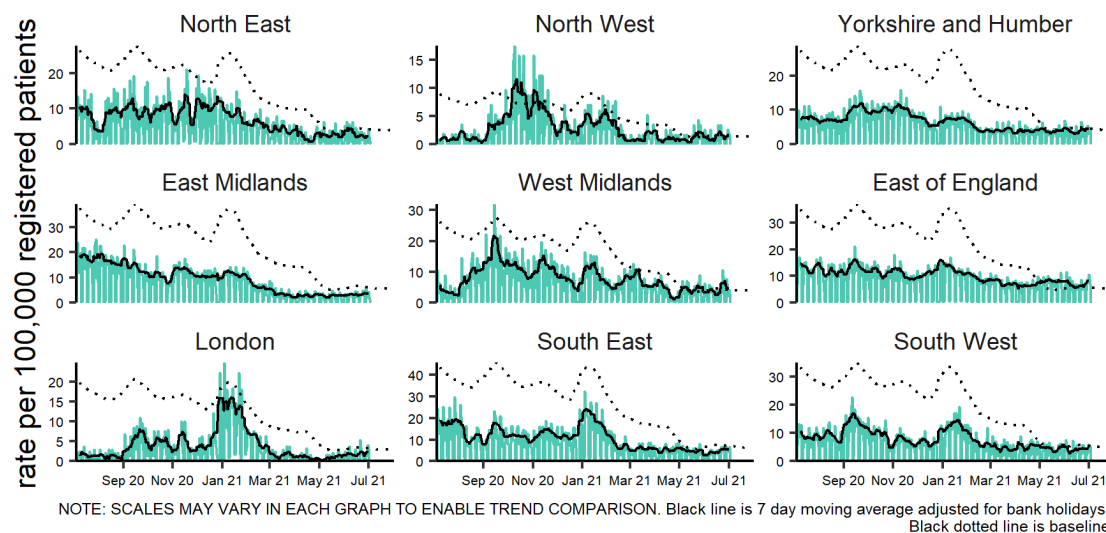 rate per 100,000 registered patients
North East
20
10
0
North West
15
10
5
0
Yorkshire and Humber
20
10
0
East Midlands
30
20
10
0
West Midlands
30
20
10
0
East of England
30
20
10
0
London
20
15
10
5
0
South East
40
30
20
10
0
South West
30
20
10
0
Sep 20 Nov 20 Jan 21 Mar 21 May 21 Jul 21
Sep 20 Nov 20 Jan 21 Mar 21 May 21 Jul 21
Sep 20 Nov 20 Jan 21 Mar 21 May 21 Jul 21
NOTE: SCALES MAY VARY IN EACH GRAPH TO ENABLE TREND COMPARISON. Black line is 7 day moving average adjusted for bank holidays
Black dotted line is baseline